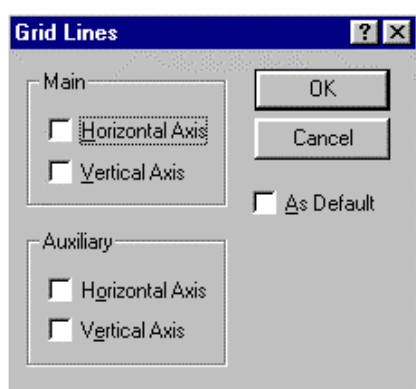 Grid Lines
Main
Horizontal Axis
Vertical Axis
OK
Cancel
As Default
Auxiliary
Horizontal Axis
Vertical Axis